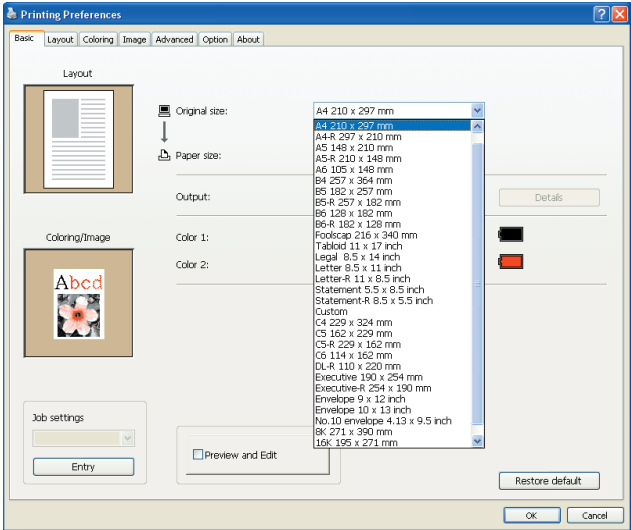 Printing Preferences
Basic Layout Coloring Image Advanced Option About
Layout
Original size: A4 210 x 297 mm
A4 210 x 297 mm
A4-R 297 x 210 mm
A5 148 x 210 mm
A5-R 210 x 148 mm
A6 105 x 148 mm
B4 257 x 364 mm
B5 182 x 257 mm
B5-R 257 x 182 mm
B6 128 x 182 mm
B6-R 182 x 128 mm
Foolscap 216 x 340 mm
Tabloid 11 x 17 inch
Legal 8.5 x 14 inch
Letter 8.5 x 11 inch
Letter-R 11 x 8.5 inch
Statement 5.5 x 8.5 inch
Statement-R 8.5 x 5.5 inch
Custom
C4 229 x 324 mm
C5 162 x 229 mm
C5-R 229 x 162 mm
C6 114 x 162 mm
DL-R 110 x 220 mm
Executive 190 x 254 mm
Executive-R 254 x 190 mm
Envelope 9 x 12 inch
Envelope 10 x 13 inch
No.10 envelope 4.13 x 9.5 inch
8K 271 x 390 mm
16K 195 x 271 mm
Paper size:
Output: Details
Coloring/Image
Color 1:
Color 2:
Abcd
Job settings
Entry
Preview and Edit
Restore default
OK Cancel